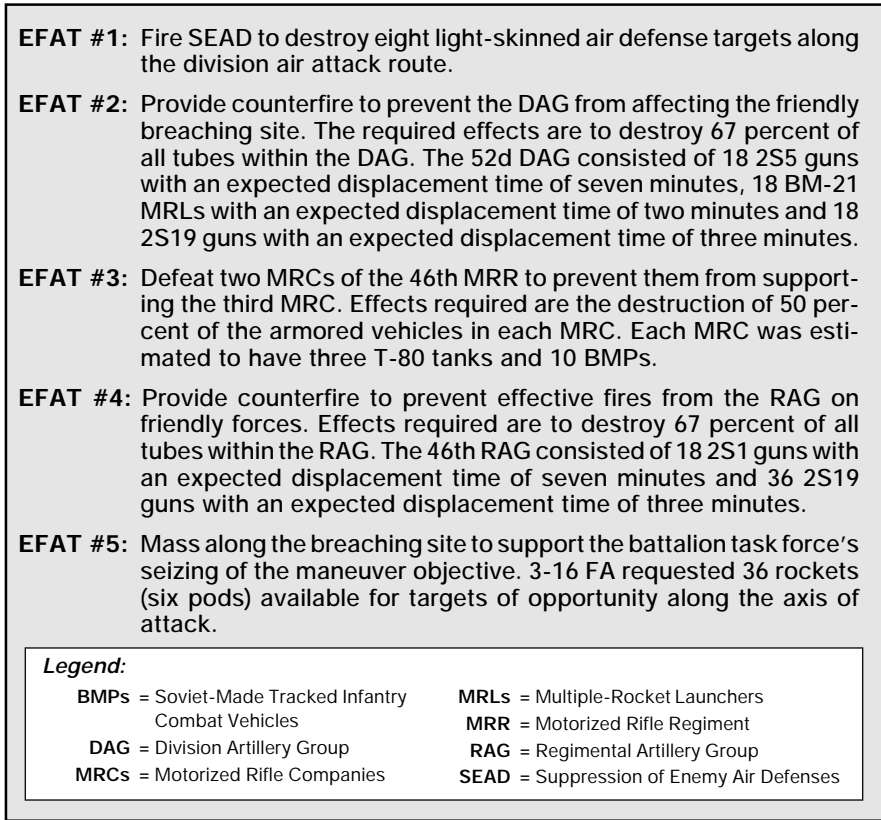 EFAT #1: Fire SEAD to destroy eight light-skinned air defense targets along
the division air attack route.
EFAT #2: Provide counterfire to prevent the DAG from affecting the friendly
breaching site. The required effects are to destroy 67 percent of
all tubes within the DAG. The 52d DAG consisted of 18 2S5 guns
with an expected displacement time of seven minutes, 18 BM-21
MRLs with an expected displacement time of two minutes and 18
2S19 guns with an expected displacement time of three minutes.
EFAT #3: Defeat two MRCs of the 46th MRR to prevent them from support-
ing the third MRC. Effects required are the destruction of 50 per-
cent of the armored vehicles in each MRC. Each MRC was esti-
mated to have three T-80 tanks and 10 BMPs.
EFAT #4: Provide counterfire to prevent effective fires from the RAG on
friendly forces. Effects required are to destroy 67 percent of all
tubes within the RAG. The 46th RAG consisted of 18 2S1 guns with
an expected displacement time of seven minutes and 36 2S19
guns with an expected displacement time of three minutes.
EFAT #5: Mass along the breaching site to support the battalion task force's
seizing of the maneuver objective. 3-16 FA requested 36 rockets
(six pods) available for targets of opportunity along the axis of
attack.
Legend:
BMPs = Soviet-Made Tracked Infantry
Combat Vehicles
DAG = Division Artillery Group
MRCs = Motorized Rifle Companies
MRLs = Multiple-Rocket Launchers
MRR = Motorized Rifle Regiment
RAG = Regimental Artillery Group
SEAD = Suppression of Enemy Air Defenses